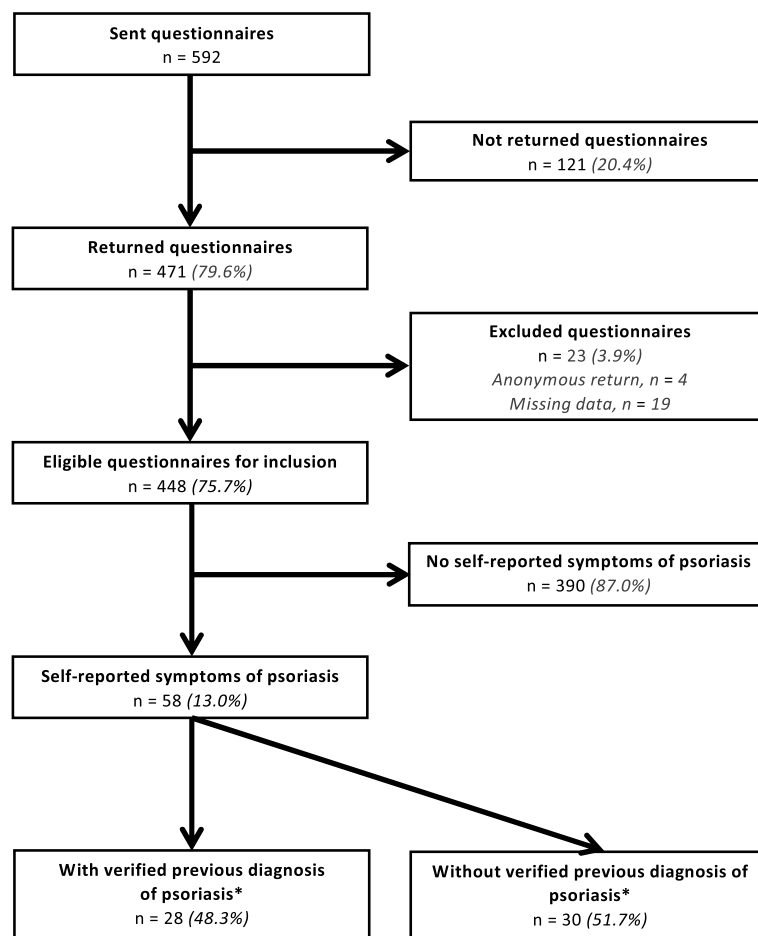 Sent questionnaires
n = 592
Not returned questionnaires
n = 121 (20.4%)
Returned questionnaires
n = 471 (79.6%)
Excluded questionnaires
n = 23 (3.9%)
Anonymous return, n = 4
Missing data, n = 19
Eligible questionnaires for inclusion
n = 448 (75.7%)
No self-reported symptoms of psoriasis
n = 390 (87.0%)
Self-reported symptoms of psoriasis
n = 58 (13.0%)
With verified previous diagnosis
of psoriasis*
n = 28 (48.3%)
Without verified previous diagnosis of
psoriasis*
n = 30 (51.7%)